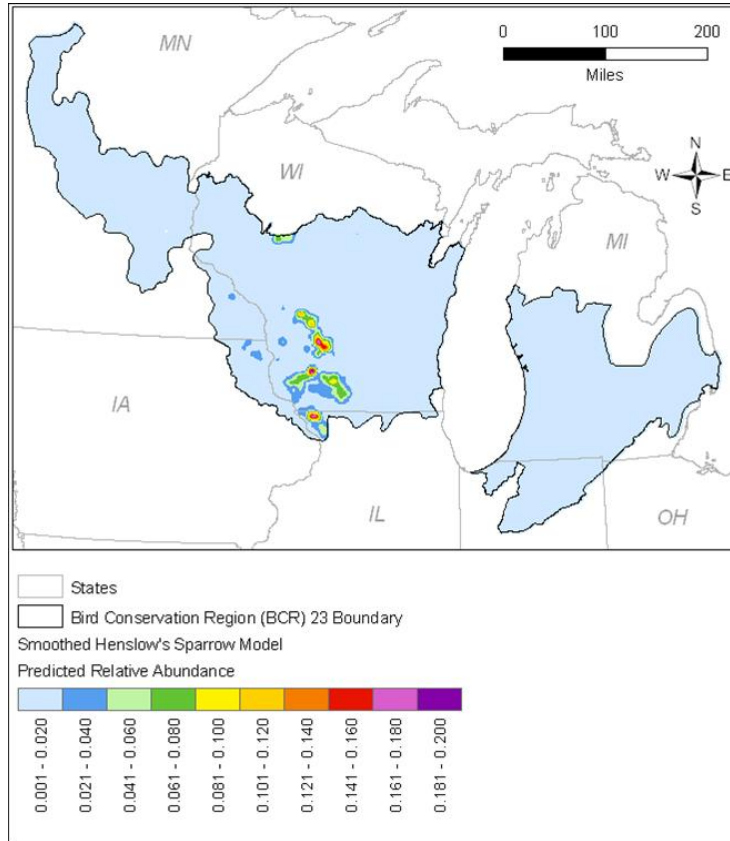 MN
0 100 200
Miles
N
W E
S
WI
MI
IA
IL
OH
States
Bird Conservation Region (BCR) 23 Boundary
Smoothed Henslow's Sparrow Model
Predicted Relative Abundance
0.001 - 0.020
0.021 - 0.040
0.041 - 0.060
0.061 - 0.080
0.081 - 0.100
0.101 - 0.120
0.121 - 0.140
0.141 - 0.160
0.161 - 0.180
0.181 - 0.200